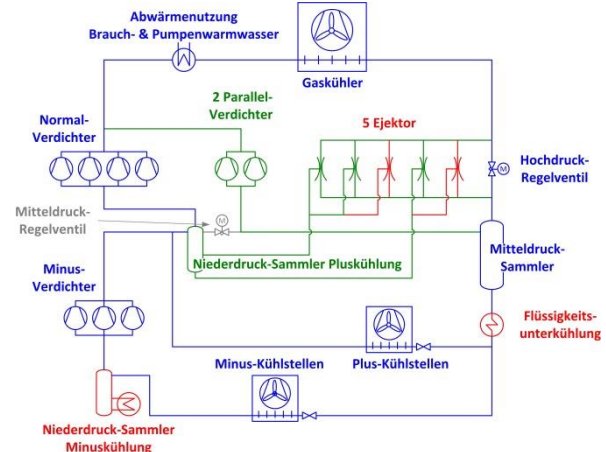 Abwärmenutzung
Brauch- & Pumpenwarmwasser
Gaskühler
2 Parallel-
Verdichter
5 Ejektor
Normal-
Verdichter
Hochdruck-
Regelventil
M
Mitteldruck-
Regelventil
M
Mitteldruck-
Sammler
Niederdruck-Sammler Pluskühlung
Minus-
Verdichter
Flüssigkeits-
unterkühlung
Minus-Kühlstellen
Plus-Kühlstellen
Niederdruck-Sammler
Minuskühlung